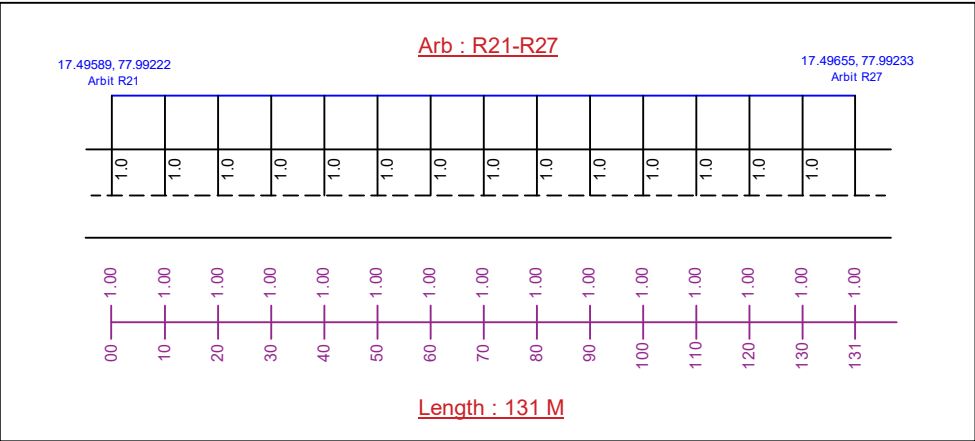 Arb : R21-R27
17.49589, 77.99222
Arbit R21
17.49655, 77.99233
Arbit R27
1.0 1.0 1.0 1.0 1.0 1.0 1.0 1.0 1.0 1.0 1.0 1.0 1.0 1.0
1.00 1.00 1.00 1.00 1.00 1.00 1.00 1.00 1.00 1.00 1.00 1.00 1.00 1.00 1.00
00 10 20 30 40 50 60 70 80 90 100 110 120 130 131
Length : 131 M